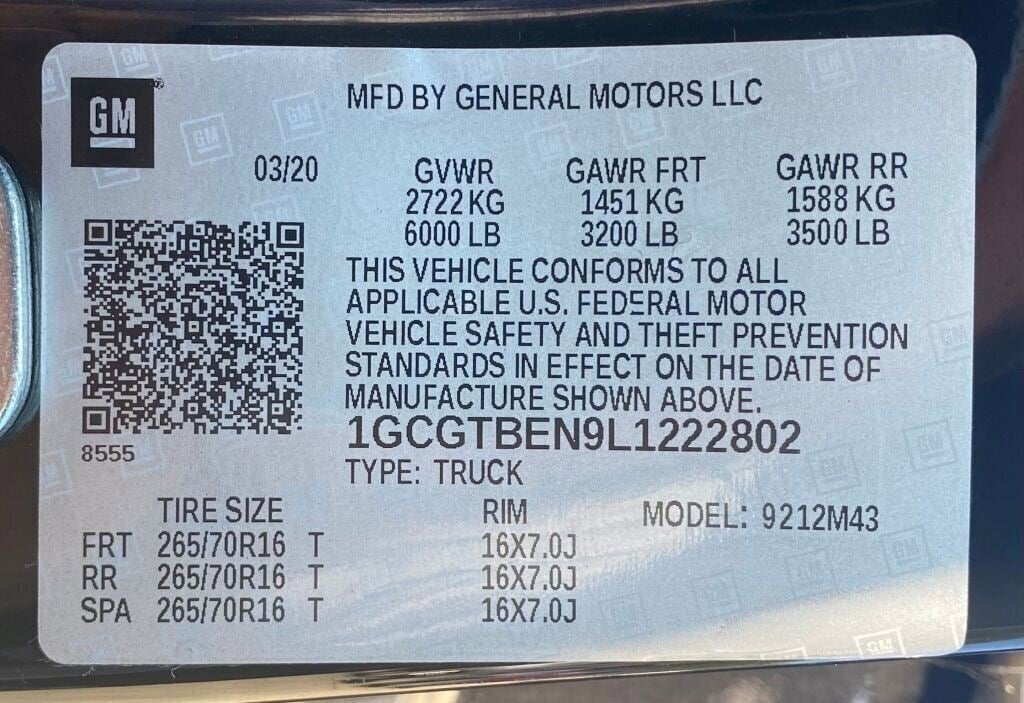 GM
MFD BY GENERAL MOTORS LLC
03/20 GVWR GAWR FRT GAWR RR
2722 KG 1451 KG 1588 KG
6000 LB 3200 LB 3500 LB
THIS VEHICLE CONFORMS TO ALL
APPLICABLE U.S. FEDERAL MOTOR
VEHICLE SAFETY AND THEFT PREVENTION
STANDARDS IN EFFECT ON THE DATE OF
MANUFACTURE SHOWN ABOVE.
1GCGTBEN9L1222802
8555
TYPE: TRUCK
TIRE SIZE RIM MODEL: 9212M43
FRT 265/70R16 T 16X7.0J
RR 265/70R16 T 16X7.0J
SPA 265/70R16 T 16X7.0J